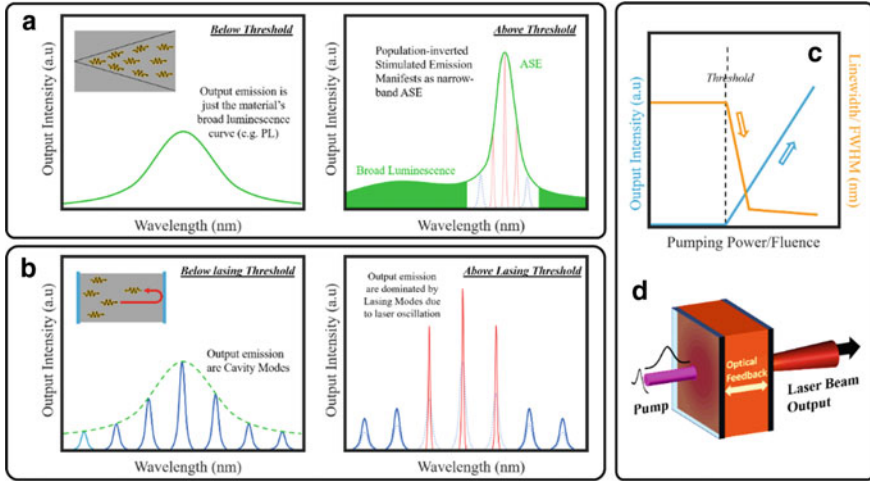 a
Below Threshold
Output emission is
just the material's
broad luminescence
curve (e.g. PL)
Output Intensity (a.u)
Wavelength (nm)
Above Threshold
Population-inverted
Stimulated Emission
Manifests as narrow-
band ASE
ASE
Broad Luminescence
Output Intensity (a.u)
Wavelength (nm)
b
Below lasing Threshold
Output emission
are Cavity Modes
Output Intensity (a.u)
Wavelength (nm)
Above Lasing Threshold
Output emission
are dominated by
Lasing Modes due
to laser oscillation
Output Intensity (a.u)
Wavelength (nm)
c
Threshold
Output Intensity (a.u)
Linewidth/ FWHM
(nm)
Pumping Power/Fluence
d
Optical
Feedback
Pump
Laser Beam
Output